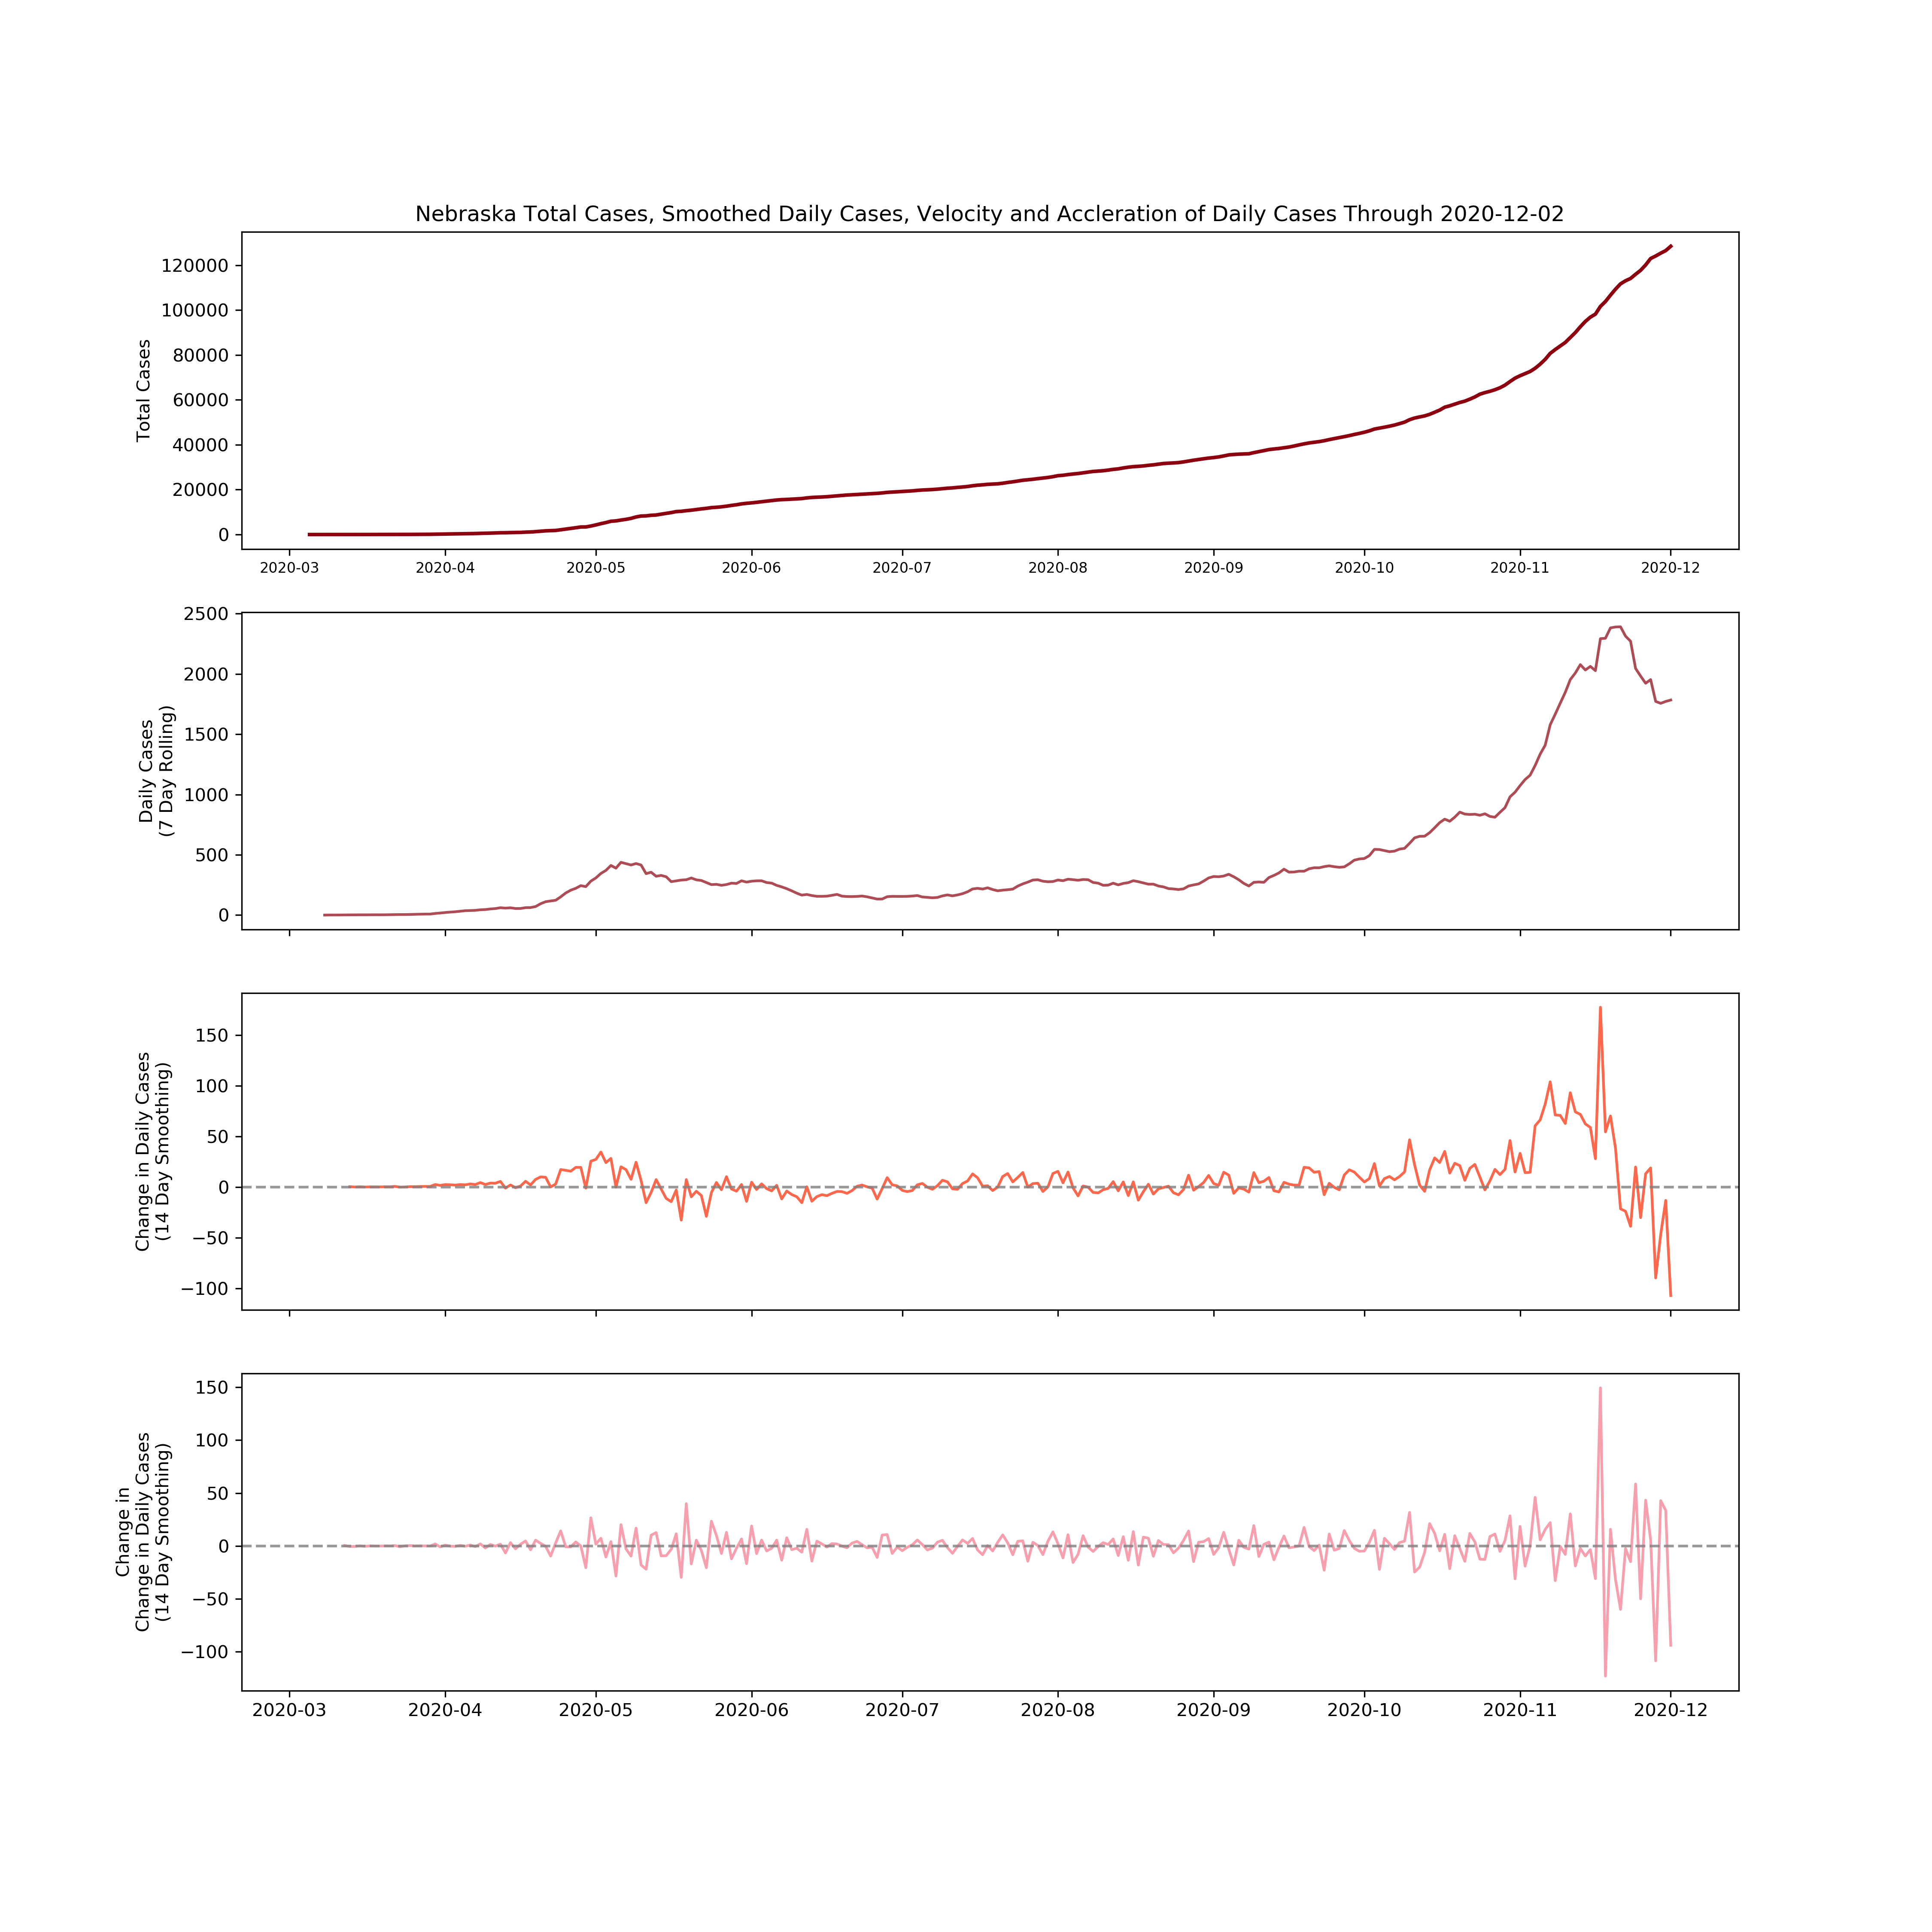 Nebraska Total Cases, Smoothed Daily Cases, Velocity and Accleration of Daily Cases Through 2020-12-02
Total Cases
120000
100000
80000
60000
40000
20000
0
2020-03 2020-04 2020-05 2020-06 2020-07 2020-08 2020-09 2020-10 2020-11 2020-12
Daily Cases
(7 Day Rolling)
2500
2000
1500
1000
500
0
Change in Daily Cases
(14 Day Smoothing)
150
100
50
0
−50
−100
Change in
Change in Daily Cases
(14 Day Smoothing)
150
100
50
0
−50
−100
2020-03 2020-04 2020-05 2020-06 2020-07 2020-08 2020-09 2020-10 2020-11 2020-12